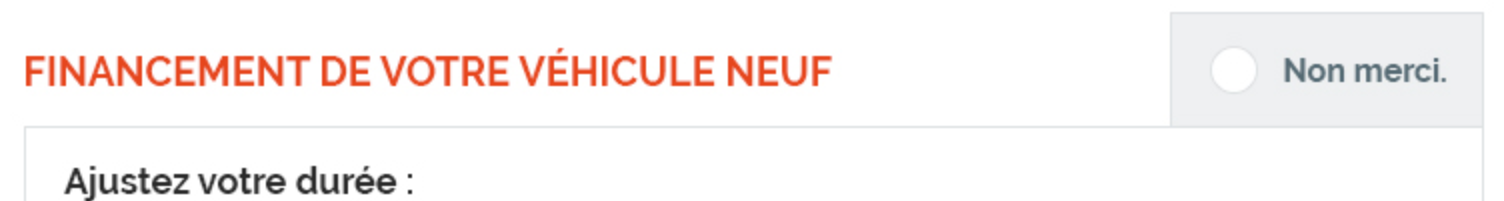 FINANCEMENT DE VOTRE VÉHICULE NEUF
Non merci.
Ajustez votre durée :